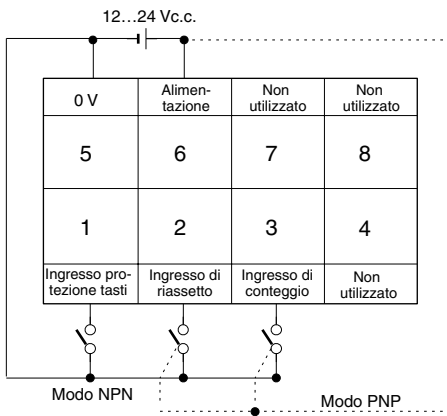 12...24 Vc.c.
0 V
Alimen-
tazione
Non
utilizzato
Non
utilizzato
5 6 7 8
1 2 3 4
Ingresso pro-
tezione tasti
Ingresso di
riassetto
Ingresso di
conteggio
Non
utilizzato
Modo NPN
Modo PNP